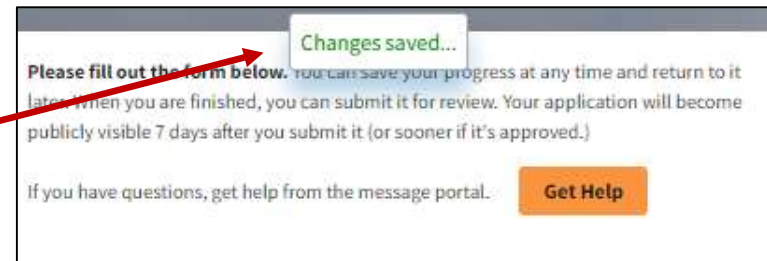 Changes saved...
Please fill out the form below. You can save your progress at any time and return to it
later. When you are finished, you can submit it for review. Your application will become
publicly visible 7 days after you submit it (or sooner if it's approved.)
If you have questions, get help from the message portal.
Get Help